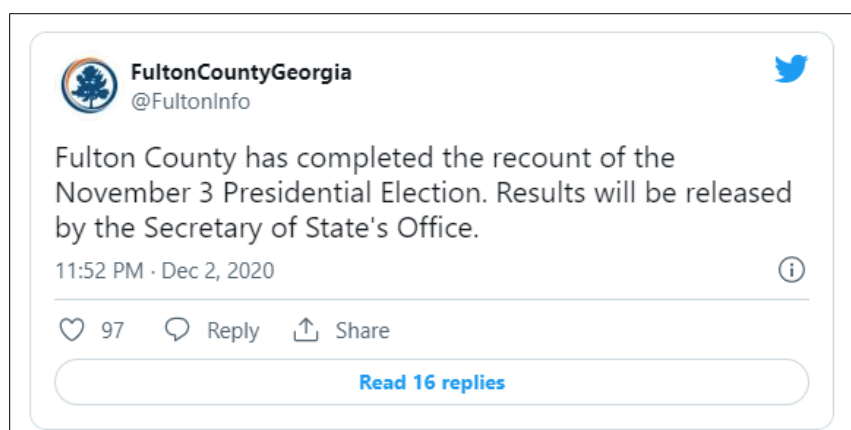 FultonCountyGeorgia
@FultonInfo
Fulton County has completed the recount of the
November 3 Presidential Election. Results will be released
by the Secretary of State's Office.
11:52 PM · Dec 2, 2020
97 Reply Share
Read 16 replies